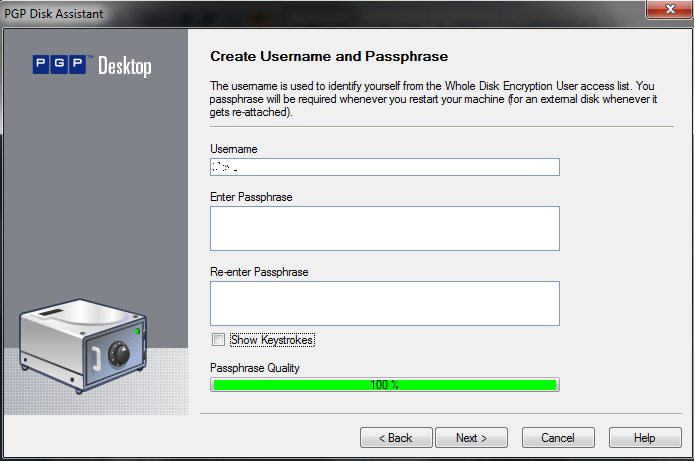 PGP Disk Assistant
PGP™ Desktop
Create Username and Passphrase
The username is used to identify yourself from the Whole Disk Encryption User access list. You
passphrase will be required whenever you restart your machine (for an external disk whenever it
gets re-attached).
Username
Enter Passphrase
Re-enter Passphrase
Show Keystrokes
Passphrase Quality
100 %
< Back
Next >
Cancel
Help